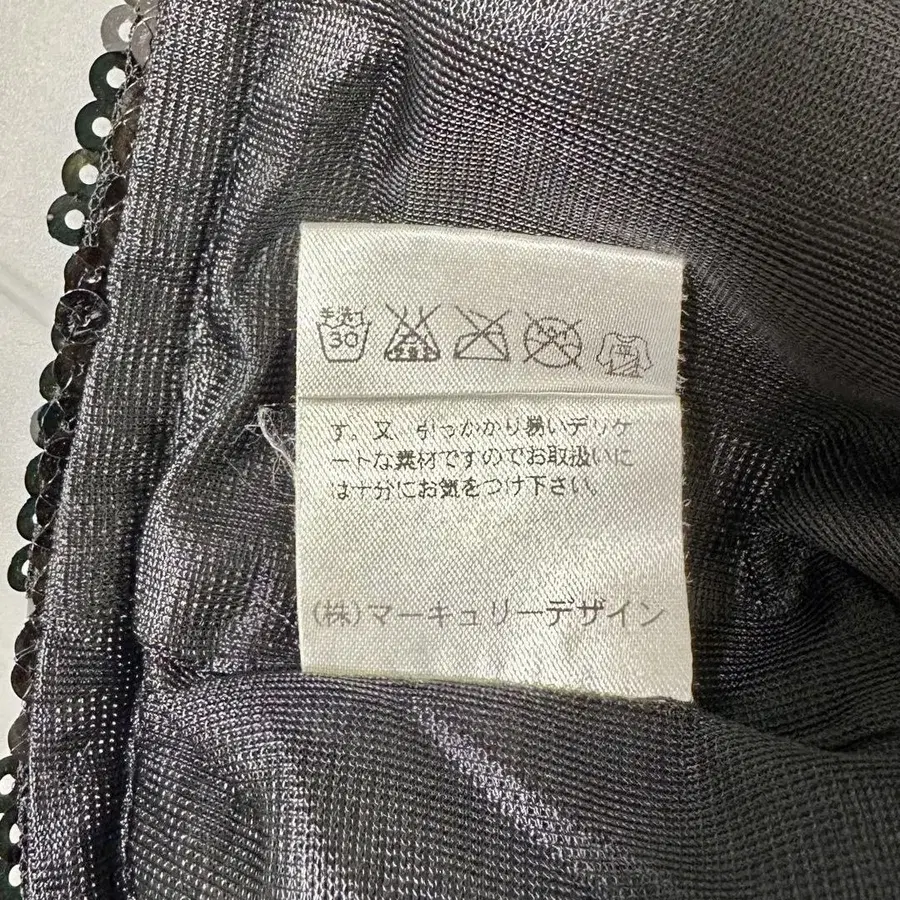 手洗イ
30
す。又、引っかかり易いデリケ
ートな素材ですのでお取扱いに
は十分にお気をつけ下さい。
(株)マーキュリーデザイン